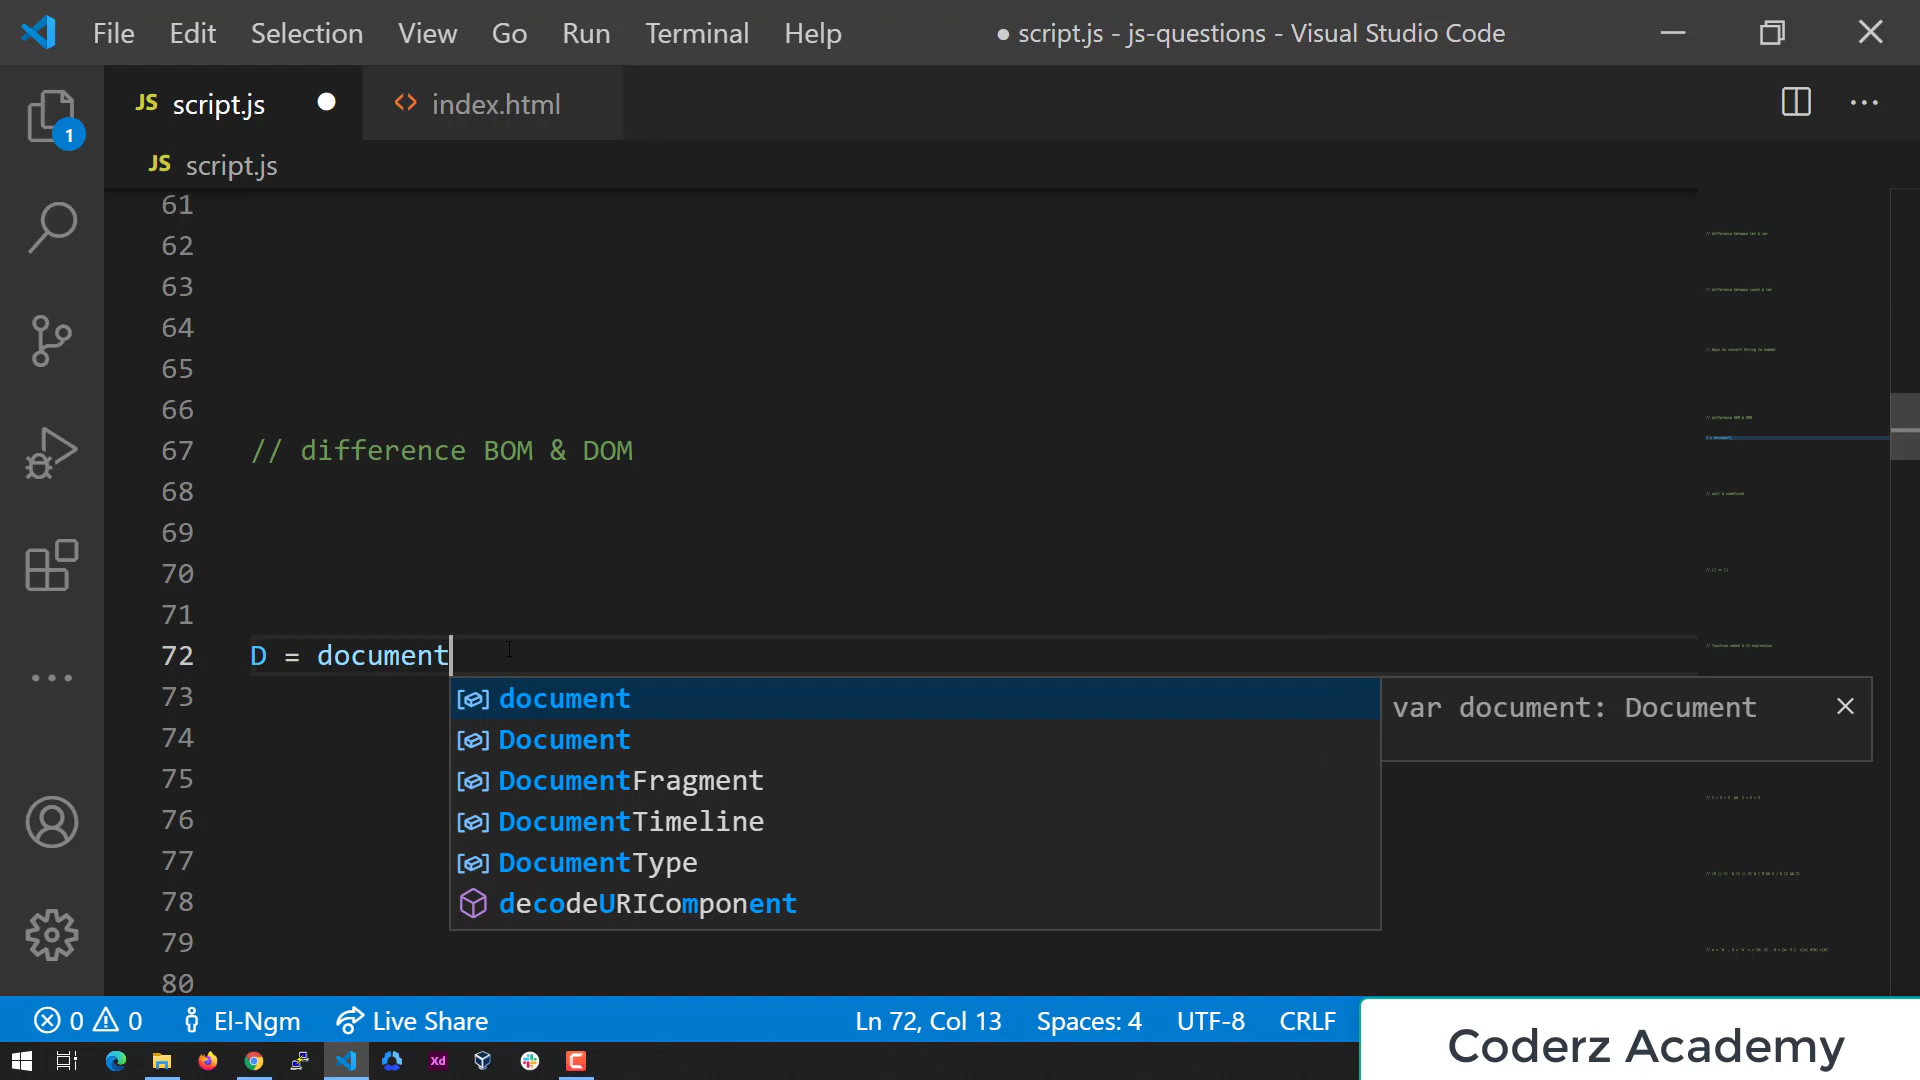 File Edit Selection View Go Run Terminal Help ● script.js - js-questions - Visual Studio Code
JS script.js ● <> index.html
1
JS script.js
61
62
63
64
65
66
67 // difference BOM & DOM
68
69
70
71
72 D = document
73
74
75
76
77
78
79
80
document
Document
DocumentFragment
DocumentTimeline
DocumentType
decodeURIComponent
var document: Document
0 0 El-Ngm Live Share Ln 72, Col 13 Spaces: 4 UTF-8 CRLF
Xd
Coderz Academy